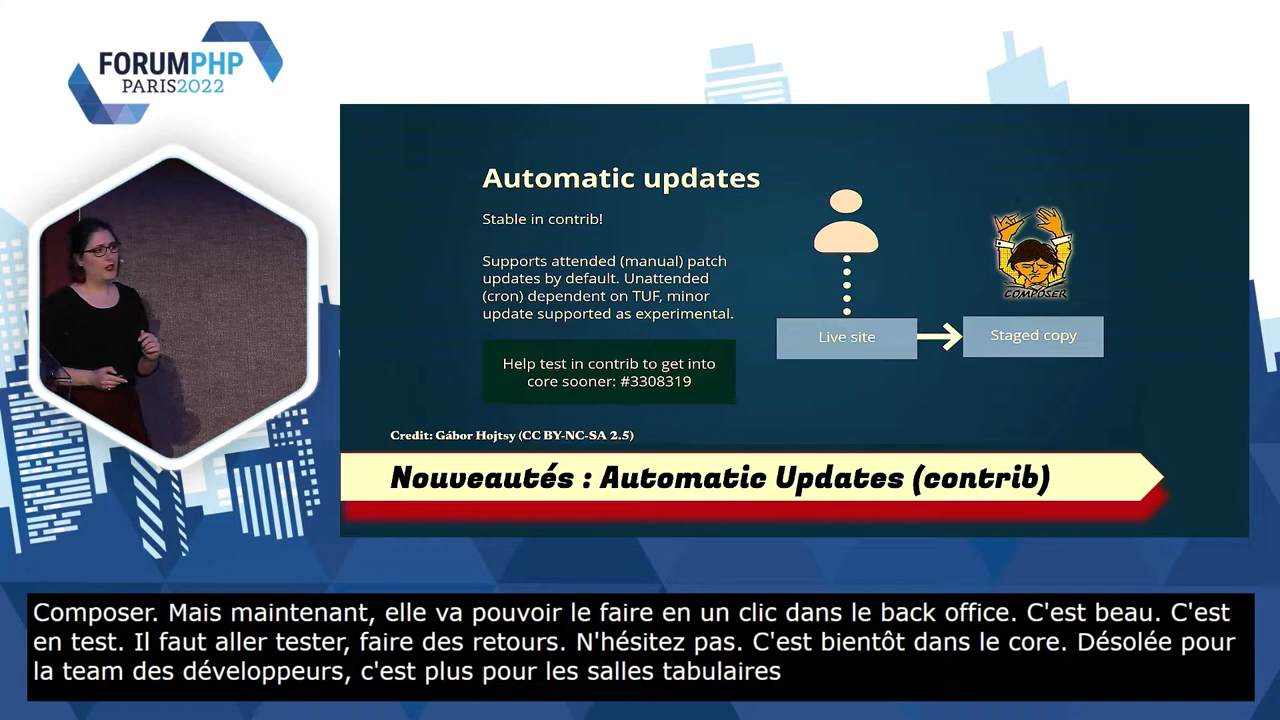 FORUMPHP
PARIS2022
Automatic updates
Stable in contrib!
Supports attended (manual) patch
updates by default. Unattended
(cron) dependent on TUF, minor
update supported as experimental.
Help test in contrib to get into
core sooner: #3308319
Live site
Staged copy
COMPOSER
Credit: Gábor Hojtsy (CC BY-NC-SA 2.5)
Nouveautés : Automatic Updates (contrib)
Composer. Mais maintenant, elle va pouvoir le faire en un clic dans le back office. C'est beau. C'est
en test. Il faut aller tester, faire des retours. N'hésitez pas. C'est bientôt dans le core. Désolée pour
la team des développeurs, c'est plus pour les salles tabulaires